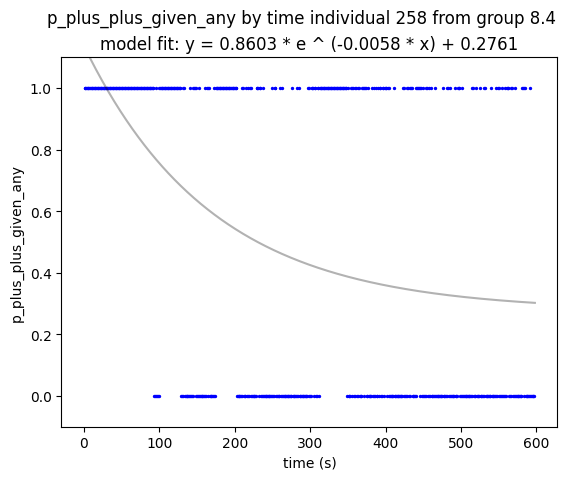 p_plus_plus_given_any by time individual 258 from group 8.4
model fit: y = 0.8603 * e ^ (-0.0058 * x) + 0.2761
1.0
0.8
0.6
0.4
0.2
0.0
p_plus_plus_given_any
0 100 200 300 400 500 600
time (s)